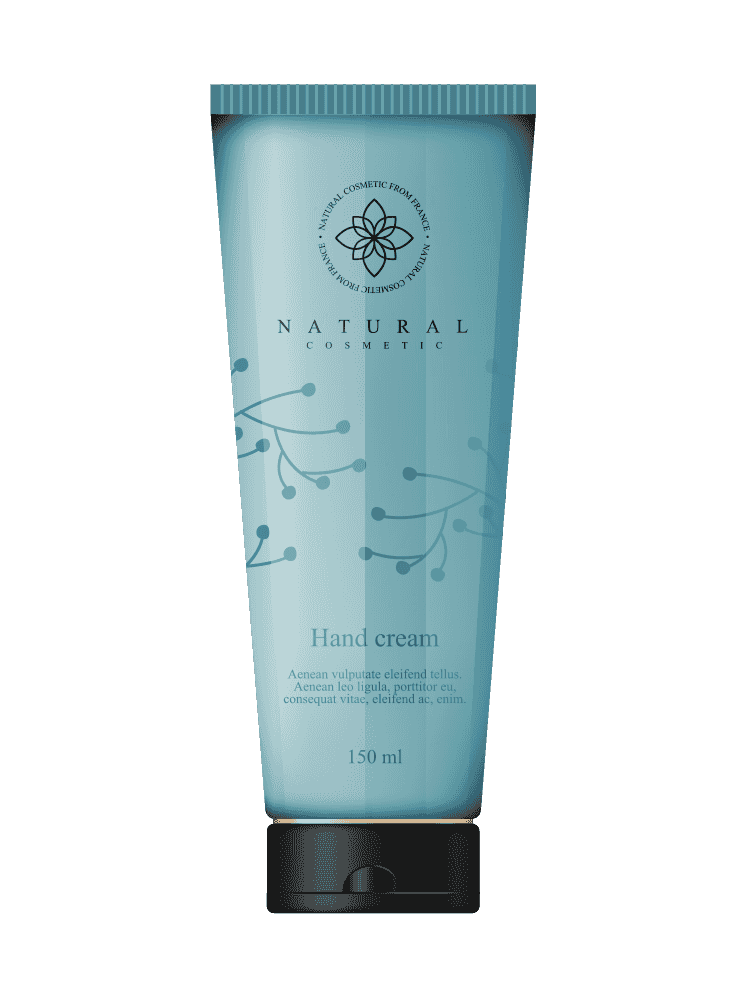 • NATURAL COSMETIC FROM FRANCE • NATURAL COSMETIC FROM FRANCE
NATURAL
COSMETIC
Hand cream
Aenean vulputate eleifend tellus.
Aenean leo ligula, porttitor eu,
consequat vitae, eleifend ac, enim.
150 ml